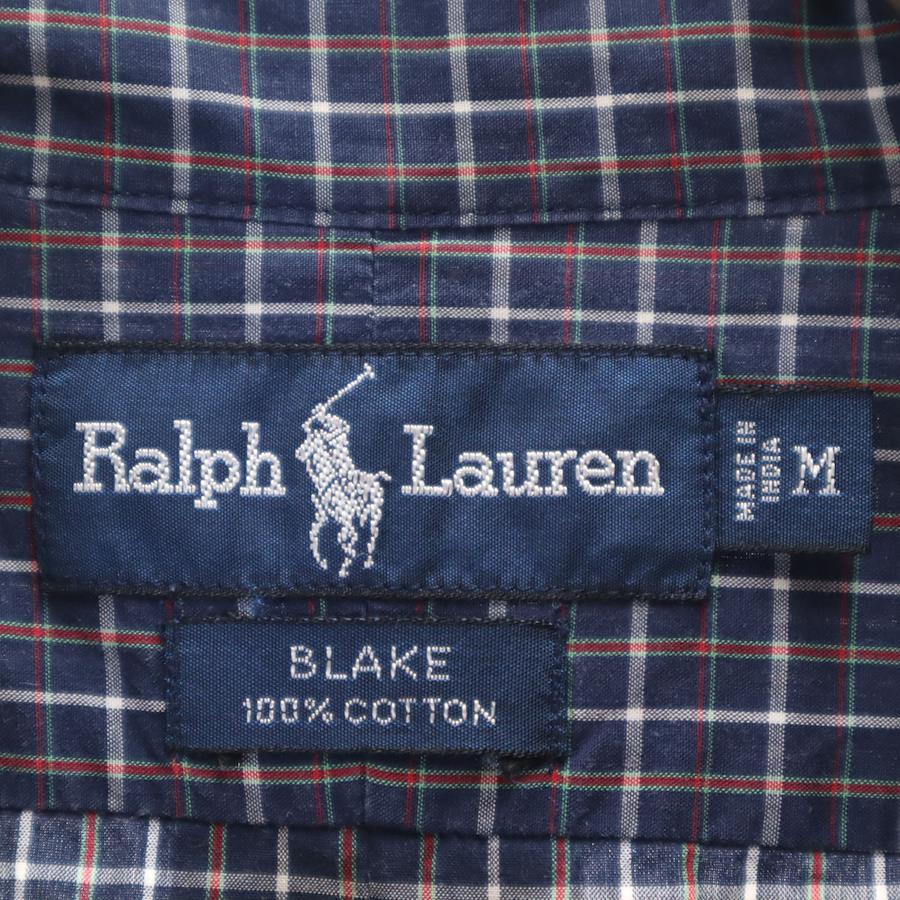 Ralph Lauren
MADE IN
INDIA
M
BLAKE
100% COTTON